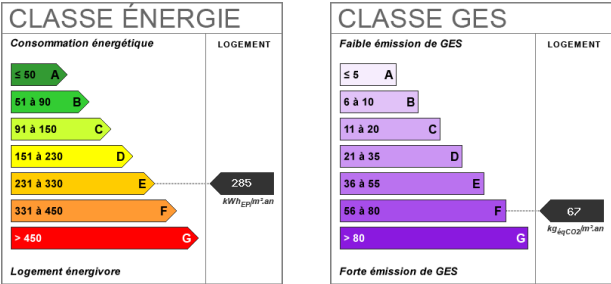 CLASSE ÉNERGIE
Consommation énergétique
LOGEMENT
≤ 50 A
51 à 90 B
91 à 150 C
151 à 230 D
231 à 330 E
285
kWhEP/m².an
331 à 450 F
> 450 G
Logement énergivore
CLASSE GES
Faible émission de GES
LOGEMENT
≤ 5 A
6 à 10 B
11 à 20 C
21 à 35 D
36 à 55 E
56 à 80 F
67
kgéqCO2/m².an
> 80 G
Forte émission de GES